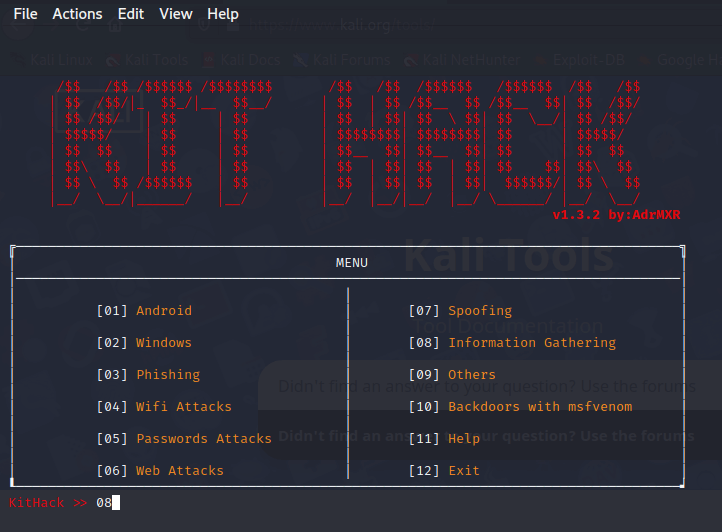 File Actions Edit View Help
https://www.kali.org
Kali Linux Kali Tools Kali Docs Kali Forums Kali NetHunter Exploit-DB Google H
KIT HACK
v1.3.2 by:AdrMXR
Kali Tools
MENU
[01] Android [07] Spoofing
Tool Documentation
[02] Windows [08] Information Gathering
[03] Phishing [09] Others
Didn't find an answer to your question? Use the forums
[04] Wifi Attacks [10] Backdoors with msfvenom
[05] Passwords Attacks [11] Help
Didn't find an answer to your question? Use the forums
[06] Web Attacks [12] Exit
KitHack >> 08